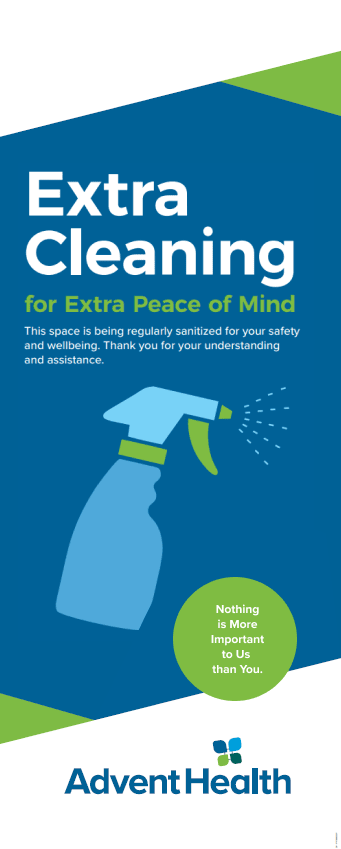 Extra
Cleaning
for Extra Peace of Mind
This space is being regularly sanitized for your safety
and wellbeing. Thank you for your understanding
and assistance.
Nothing
is More
Important
to Us
than You.
AdventHealth